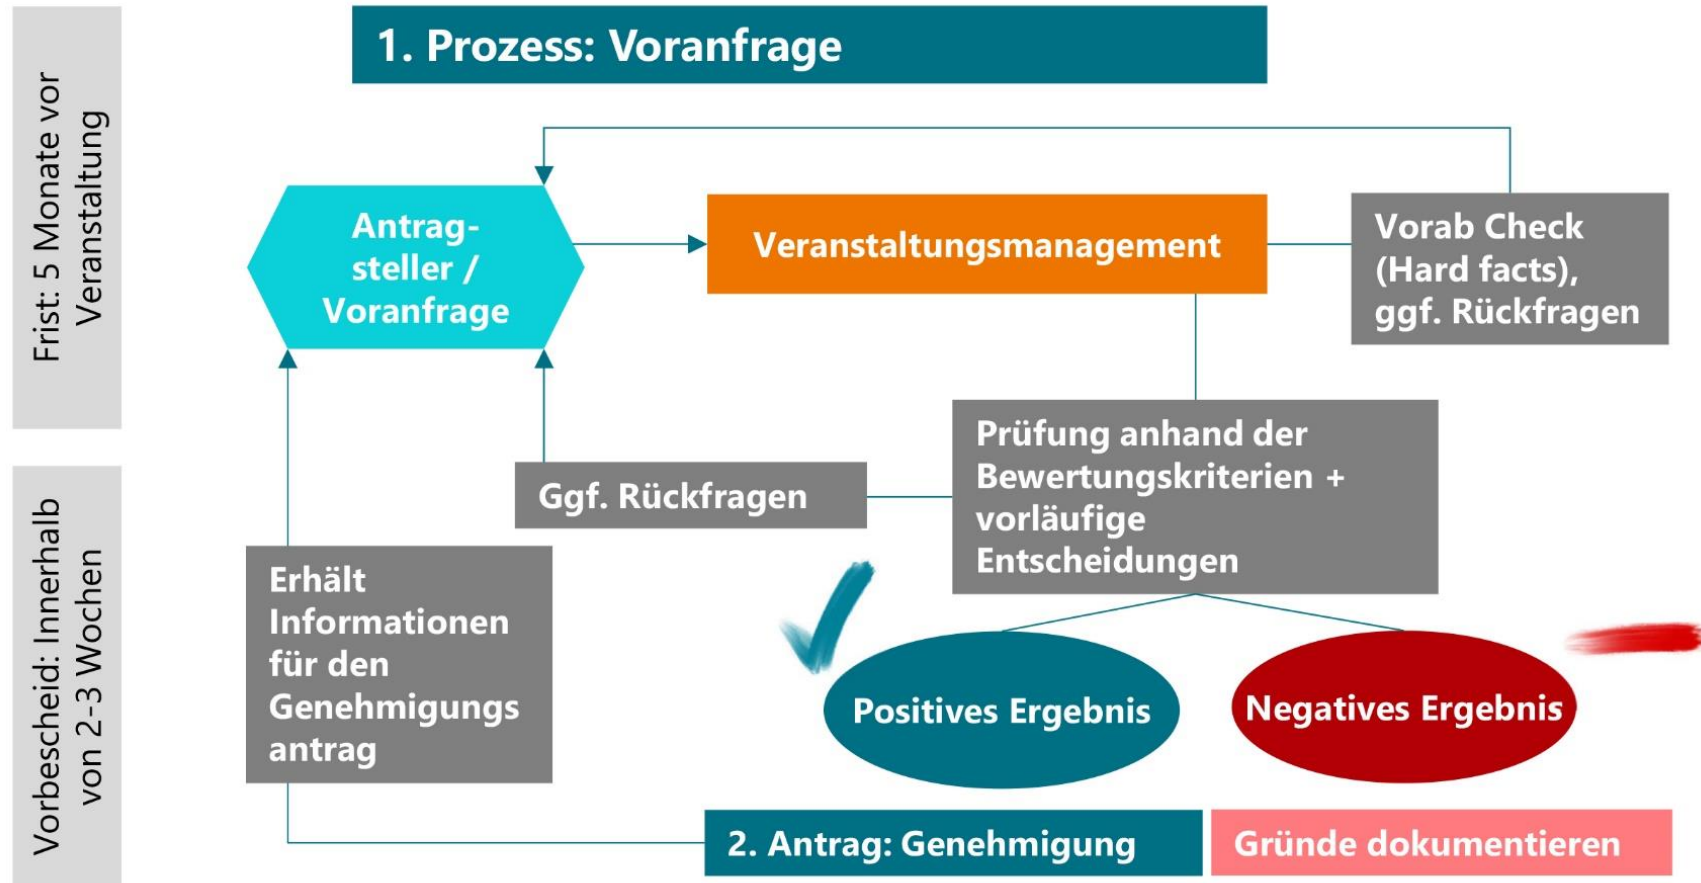 1. Prozess: Voranfrage
Frist: 5 Monate vor
Veranstaltung
Antrag-
steller /
Voranfrage
Veranstaltungsmanagement
Vorab Check
(Hard facts),
ggf. Rückfragen
Prüfung anhand der
Bewertungskriterien +
vorläufige
Entscheidungen
Ggf. Rückfragen
Vorbescheid: Innerhalb
von 2-3 Wochen
Erhält
Informationen
für den
Genehmigungs
antrag
Positives Ergebnis
Negatives Ergebnis
2. Antrag: Genehmigung
Gründe dokumentieren